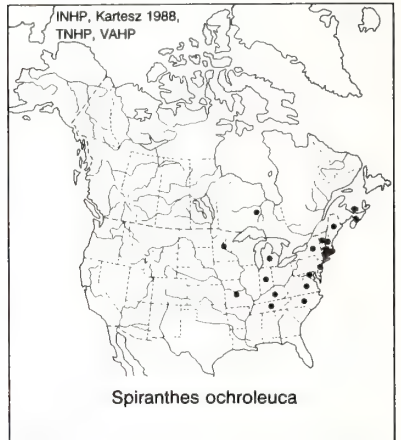 INHP, Kartesz 1988,
TNHP, VAHP
Spiranthes ochroleuca